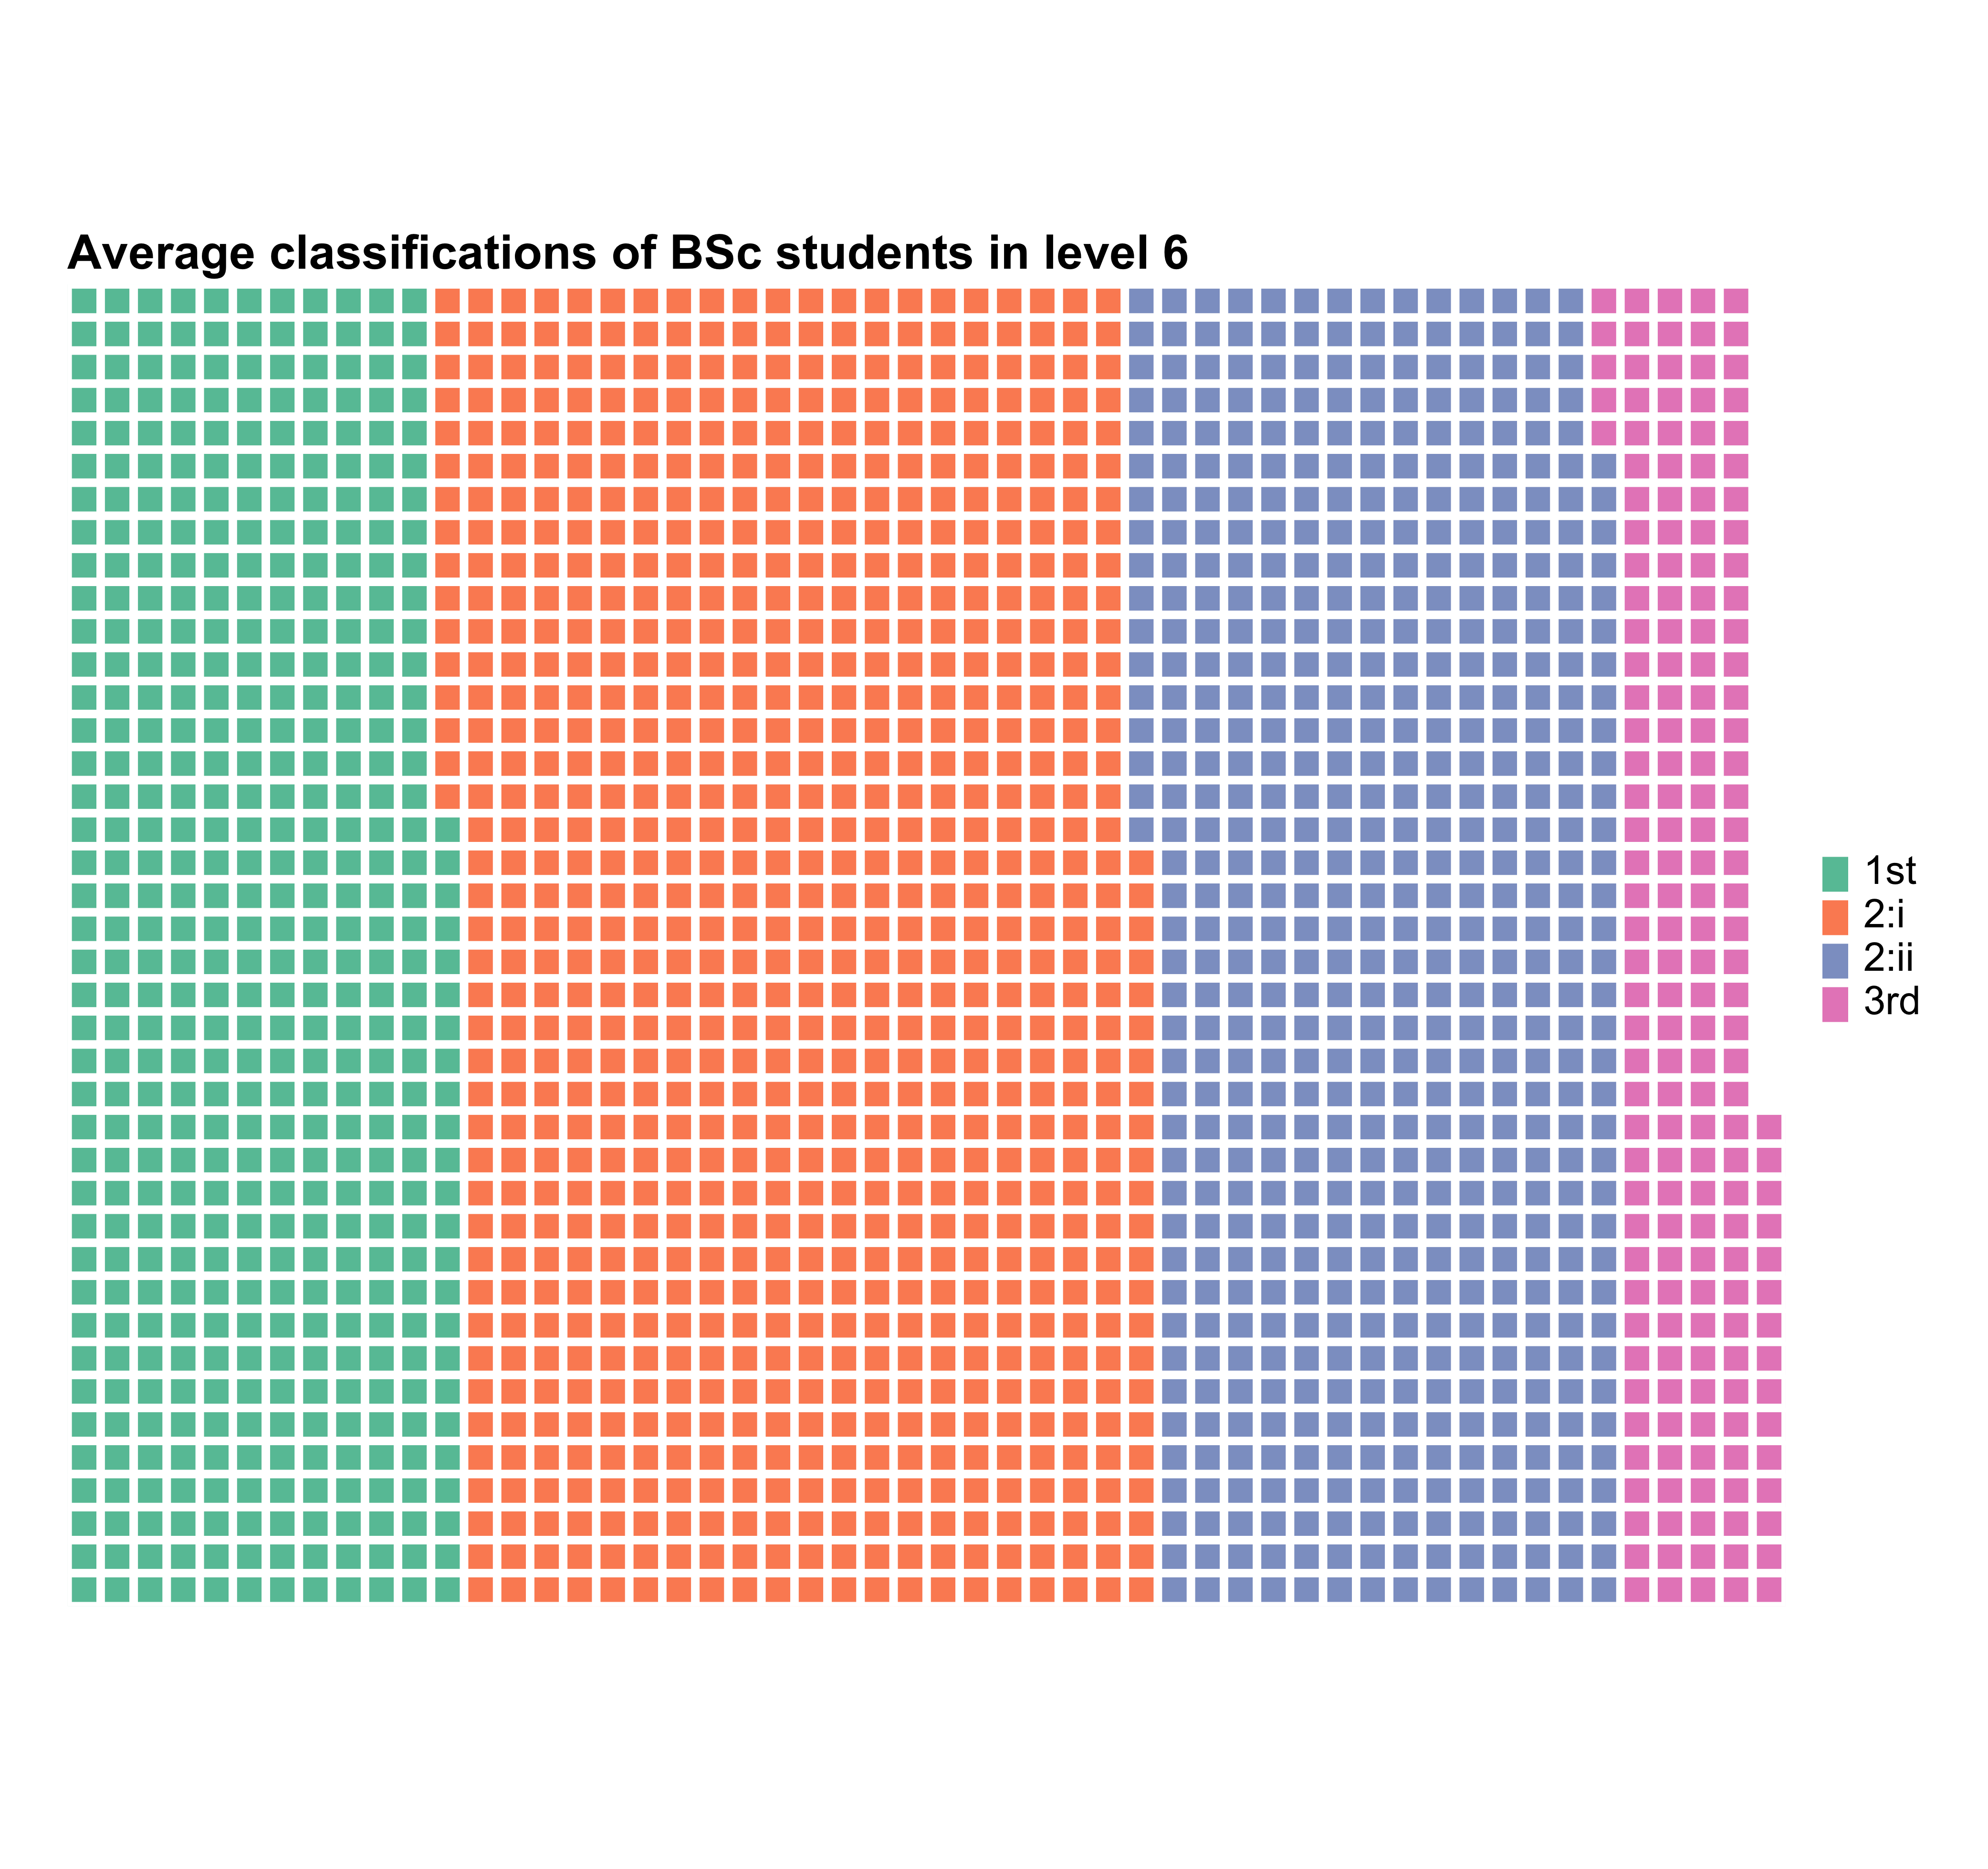 Average classifications of BSc students in level 6
1st
2:i
2:ii
3rd